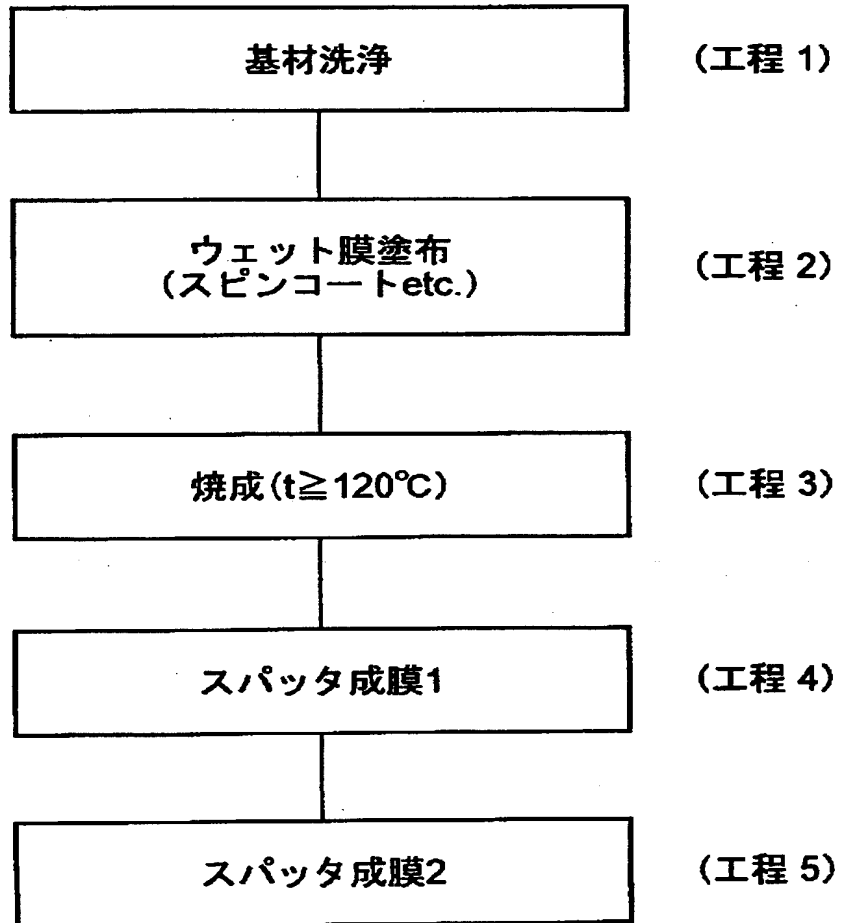 基材洗浄 (工程 1)
ウェット膜塗布
(スピンコートetc.) (工程 2)
焼成(t≧120℃) (工程 3)
スパッタ成膜1 (工程 4)
スパッタ成膜2 (工程 5)